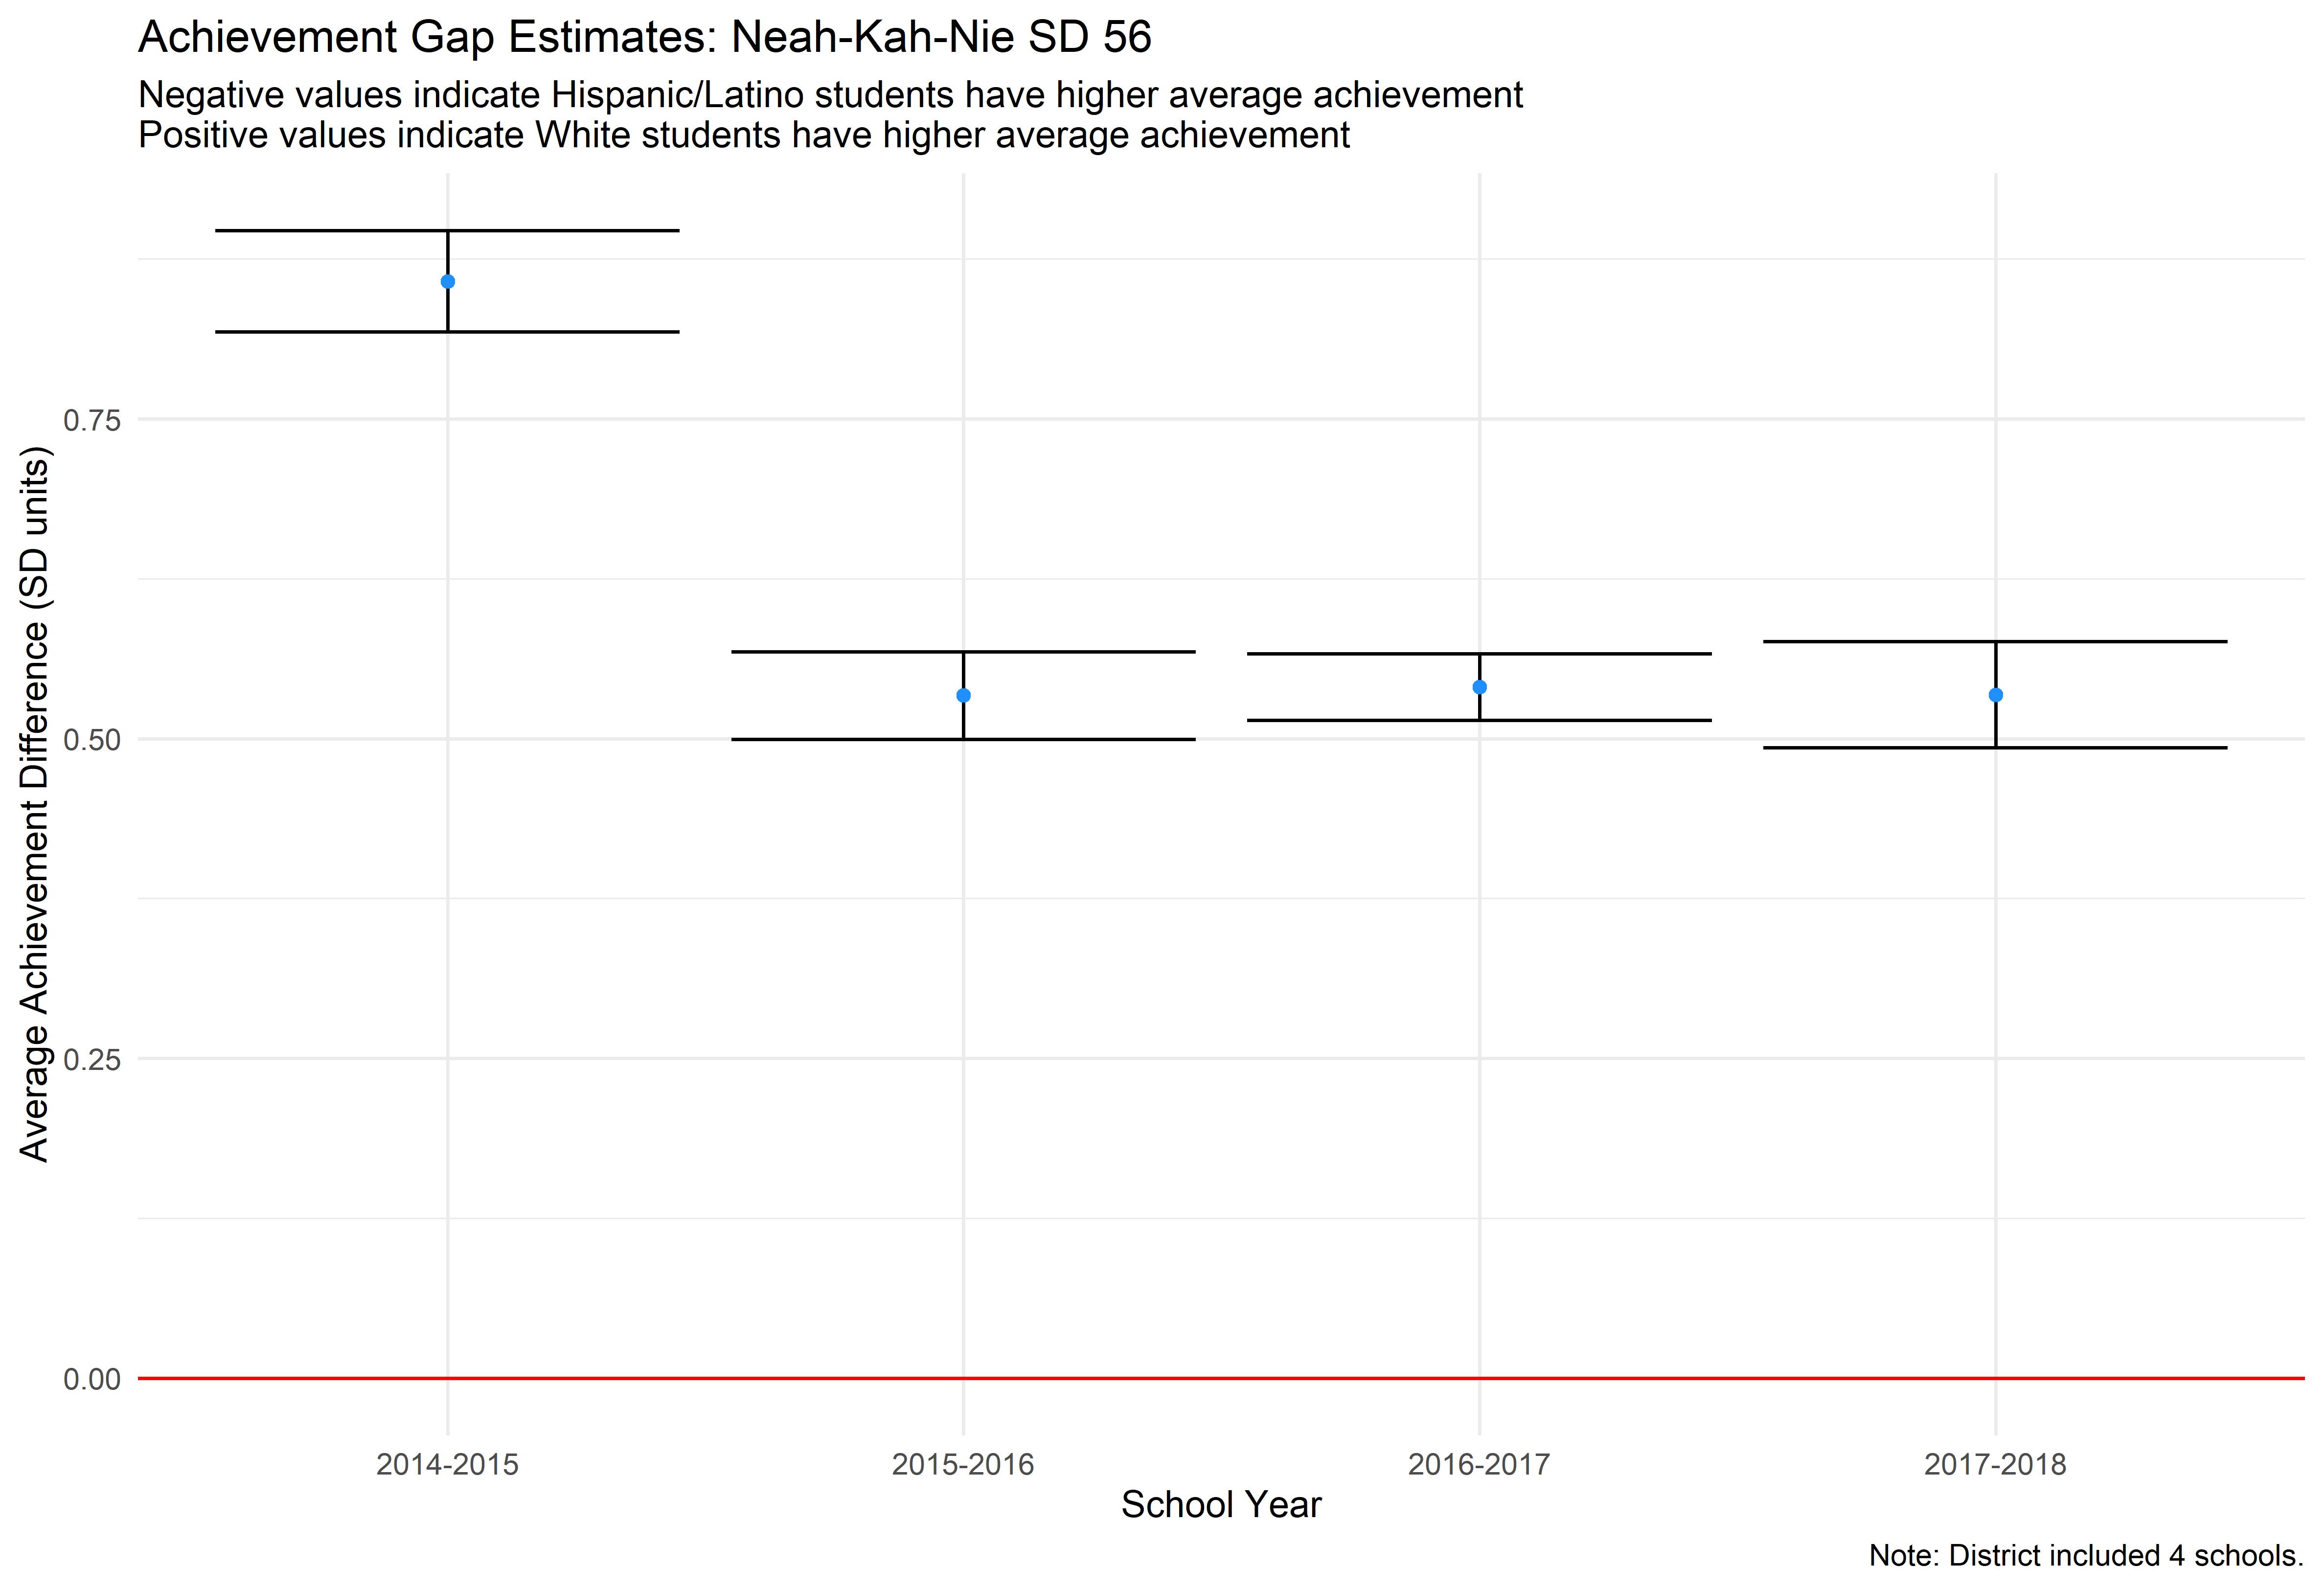 Achievement Gap Estimates: Neah-Kah-Nie SD 56
Negative values indicate Hispanic/Latino students have higher average achievement
Positive values indicate White students have higher average achievement
Average Achievement Difference (SD units)
0.75
0.50
0.25
0.00
2014-2015
2015-2016
2016-2017
2017-2018
School Year
Note: District included 4 schools.